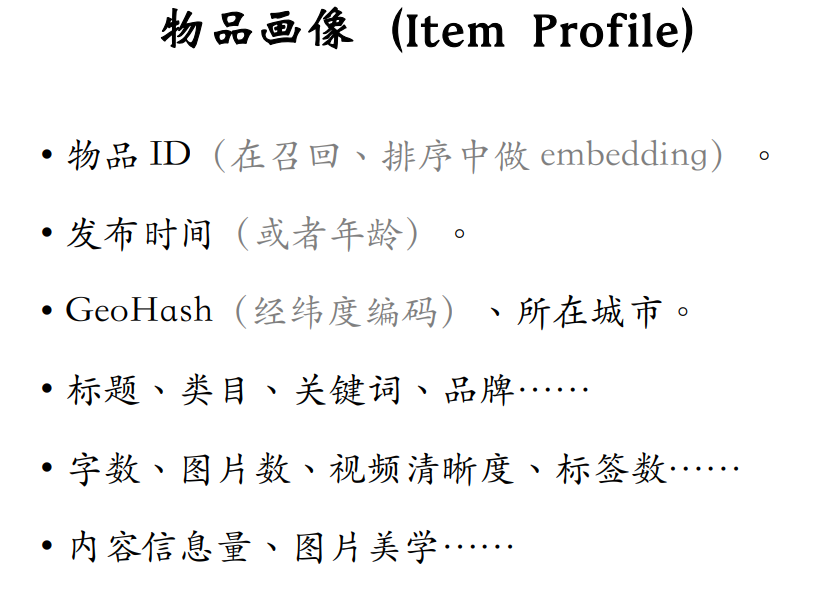 物品画像 (Item Profile)
• 物品 ID（在召回、排序中做 embedding）。
• 发布时间（或者年龄）。
• GeoHash（经纬度编码）、所在城市。
• 标题、类目、关键词、品牌……
• 字数、图片数、视频清晰度、标签数……
• 内容信息量、图片美学……